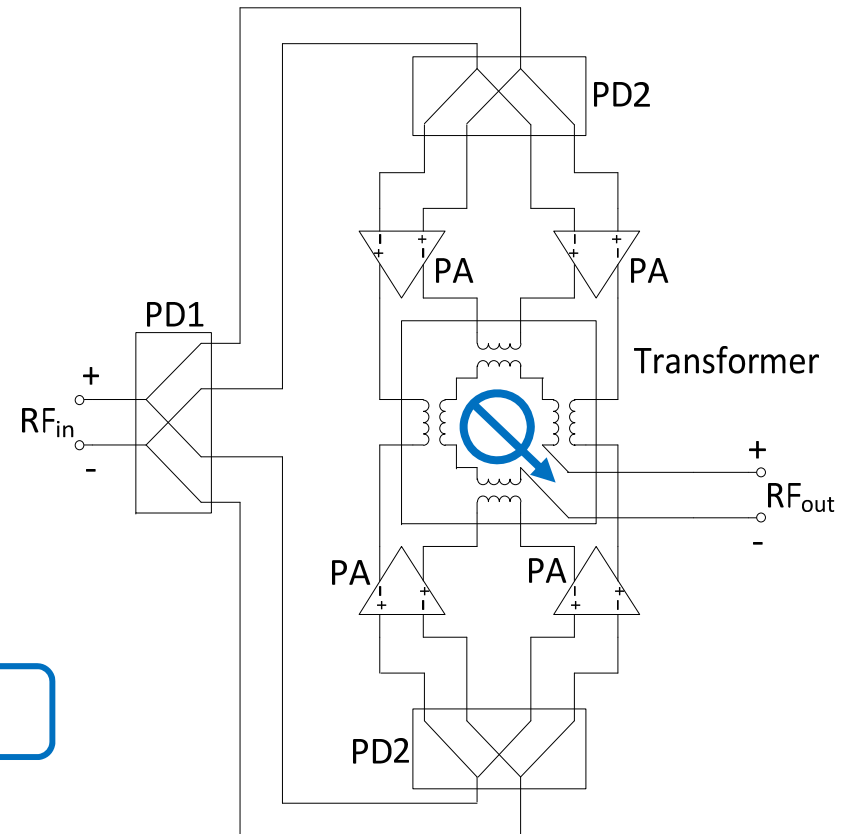 PD2
PA
PA
PD1
Transformer
+
RFin
-
+
RFout
-
PA
PA
PD2